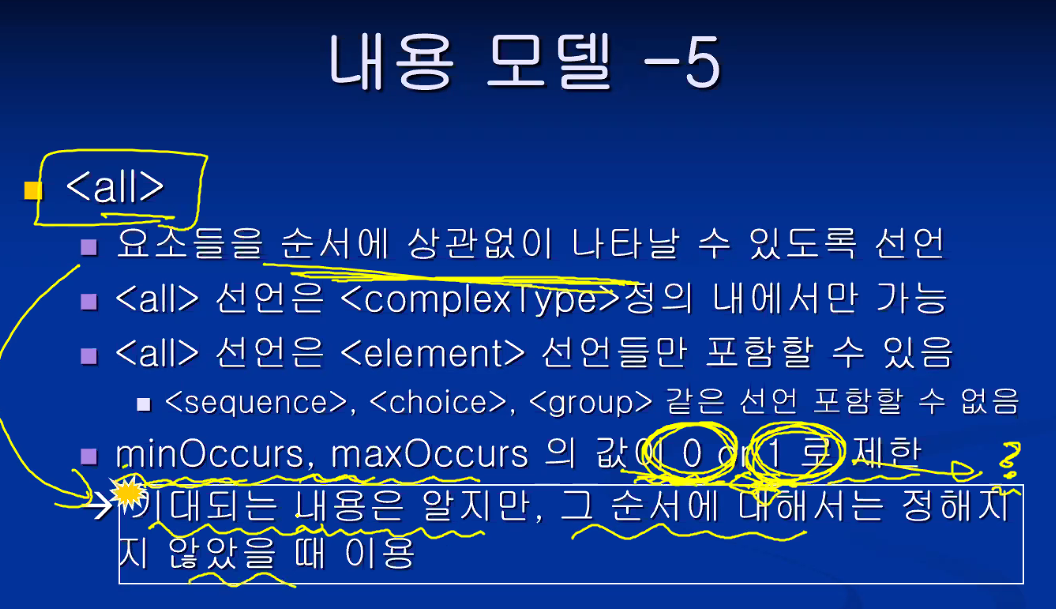 내용 모델 -5
<all>
요소들을 순서에 상관없이 나타날 수 있도록 선언
<all> 선언은 <complexType>정의 내에서만 가능
<all> 선언은 <element> 선언들만 포함할 수 있음
<sequence>, <choice>, <group> 같은 선언 포함할 수 없음
minOccurs, maxOccurs 의 값이 0 or 1 로 제한 ?
→ 기대되는 내용은 알지만, 그 순서에 대해서는 정해지
지 않았을 때 이용